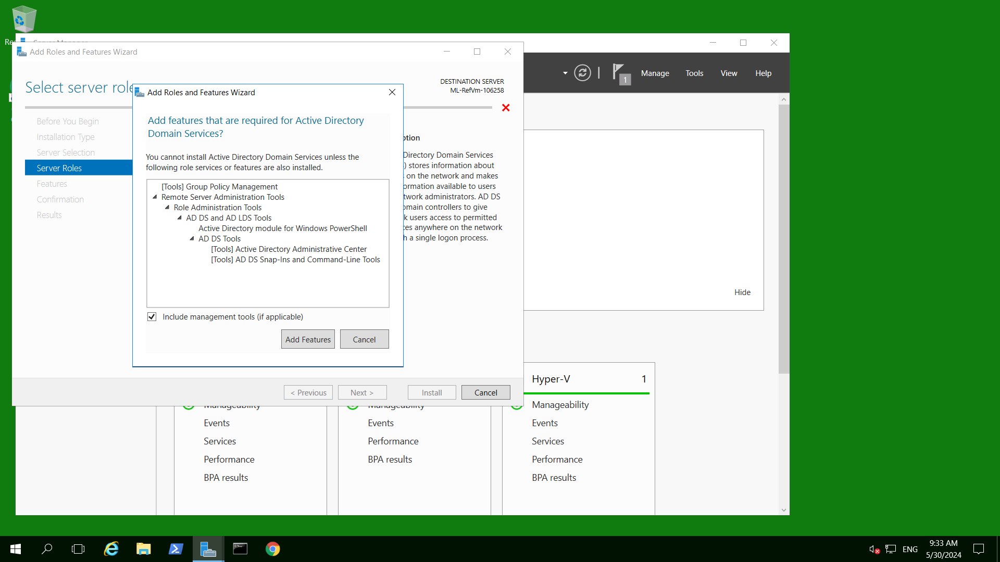 Add Roles and Features Wizard
Manage
Tools
View
Help
1
Select server
DESTINATION SERVER
ML-RefVm-106258
Before You Begin
Installation Type
Server Selection
Server Roles
Features
Confirmation
Results
Add Roles and Features Wizard
Add features that are required for Active Directory
Domain Services?
You cannot install Active Directory Domain Services unless the
following role services or features are also installed.
[Tools] Group Policy Management
Remote Server Administration Tools
Role Administration Tools
AD DS and AD LDS Tools
Active Directory module for Windows PowerShell
AD DS Tools
[Tools] Active Directory Administrative Center
[Tools] AD DS Snap-Ins and Command-Line Tools
Include management tools (if applicable)
Add Features
Cancel
Directory Domain Services
stores information about
on the network and makes
available to users
administrators. AD DS
controllers to give
users access to permitted
anywhere on the network
a single logon process.
Hide
< Previous
Next >
Install
Cancel
Manageability
Events
Services
Performance
BPA results
Manageability
Events
Performance
BPA results
Hyper-V 1
Manageability
Events
Services
Performance
BPA results
ENG
9:33 AM
5/30/2024